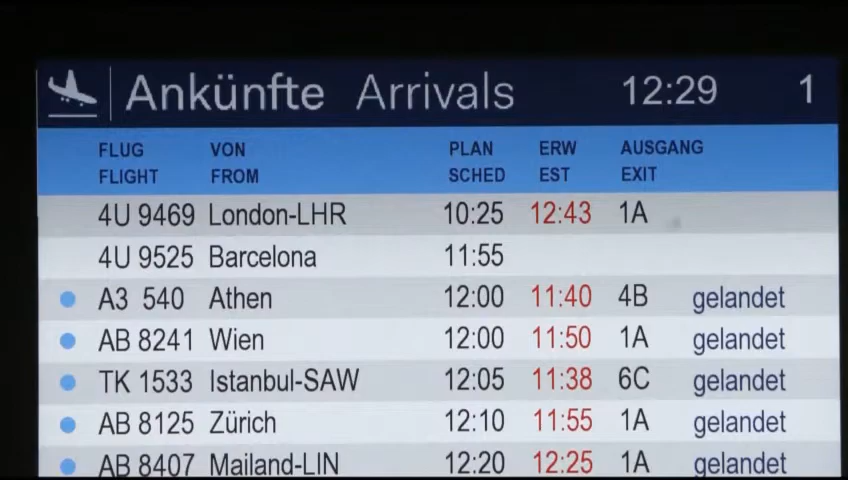 Ankünfte Arrivals 12:29 1
FLUG VON PLAN ERW AUSGANG
FLIGHT FROM SCHED EST EXIT
4U 9469 London-LHR 10:25 12:43 1A
4U 9525 Barcelona 11:55
A3 540 Athen 12:00 11:40 4B gelandet
AB 8241 Wien 12:00 11:50 1A gelandet
TK 1533 Istanbul-SAW 12:05 11:38 6C gelandet
AB 8125 Zürich 12:10 11:55 1A gelandet
AB 8407 Mailand-LIN 12:20 12:25 1A gelandet